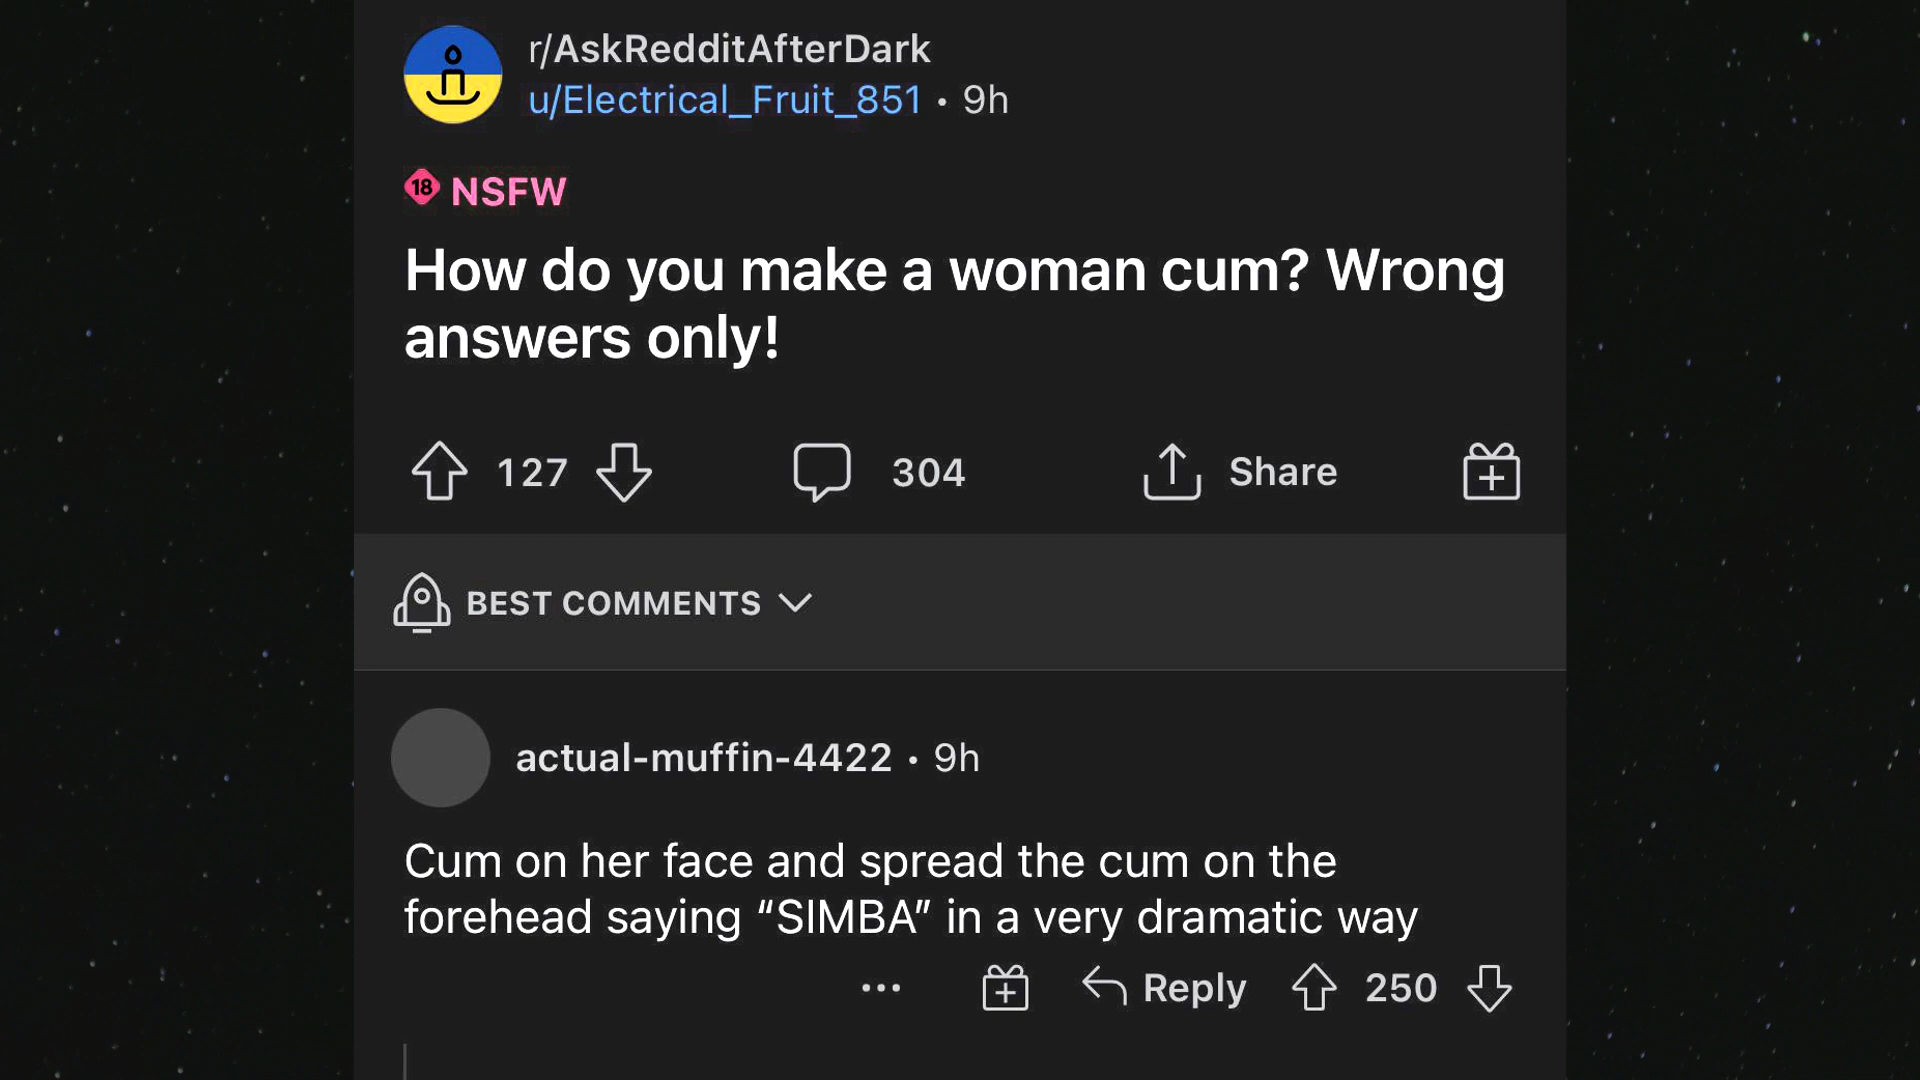 r/AskRedditAfterDark
u/Electrical_Fruit_851 • 9h
18 NSFW
How do you make a woman cum? Wrong
answers only!
127 304 Share
BEST COMMENTS
actual-muffin-4422 • 9h
Cum on her face and spread the cum on the
forehead saying “SIMBA” in a very dramatic way
... Reply 250